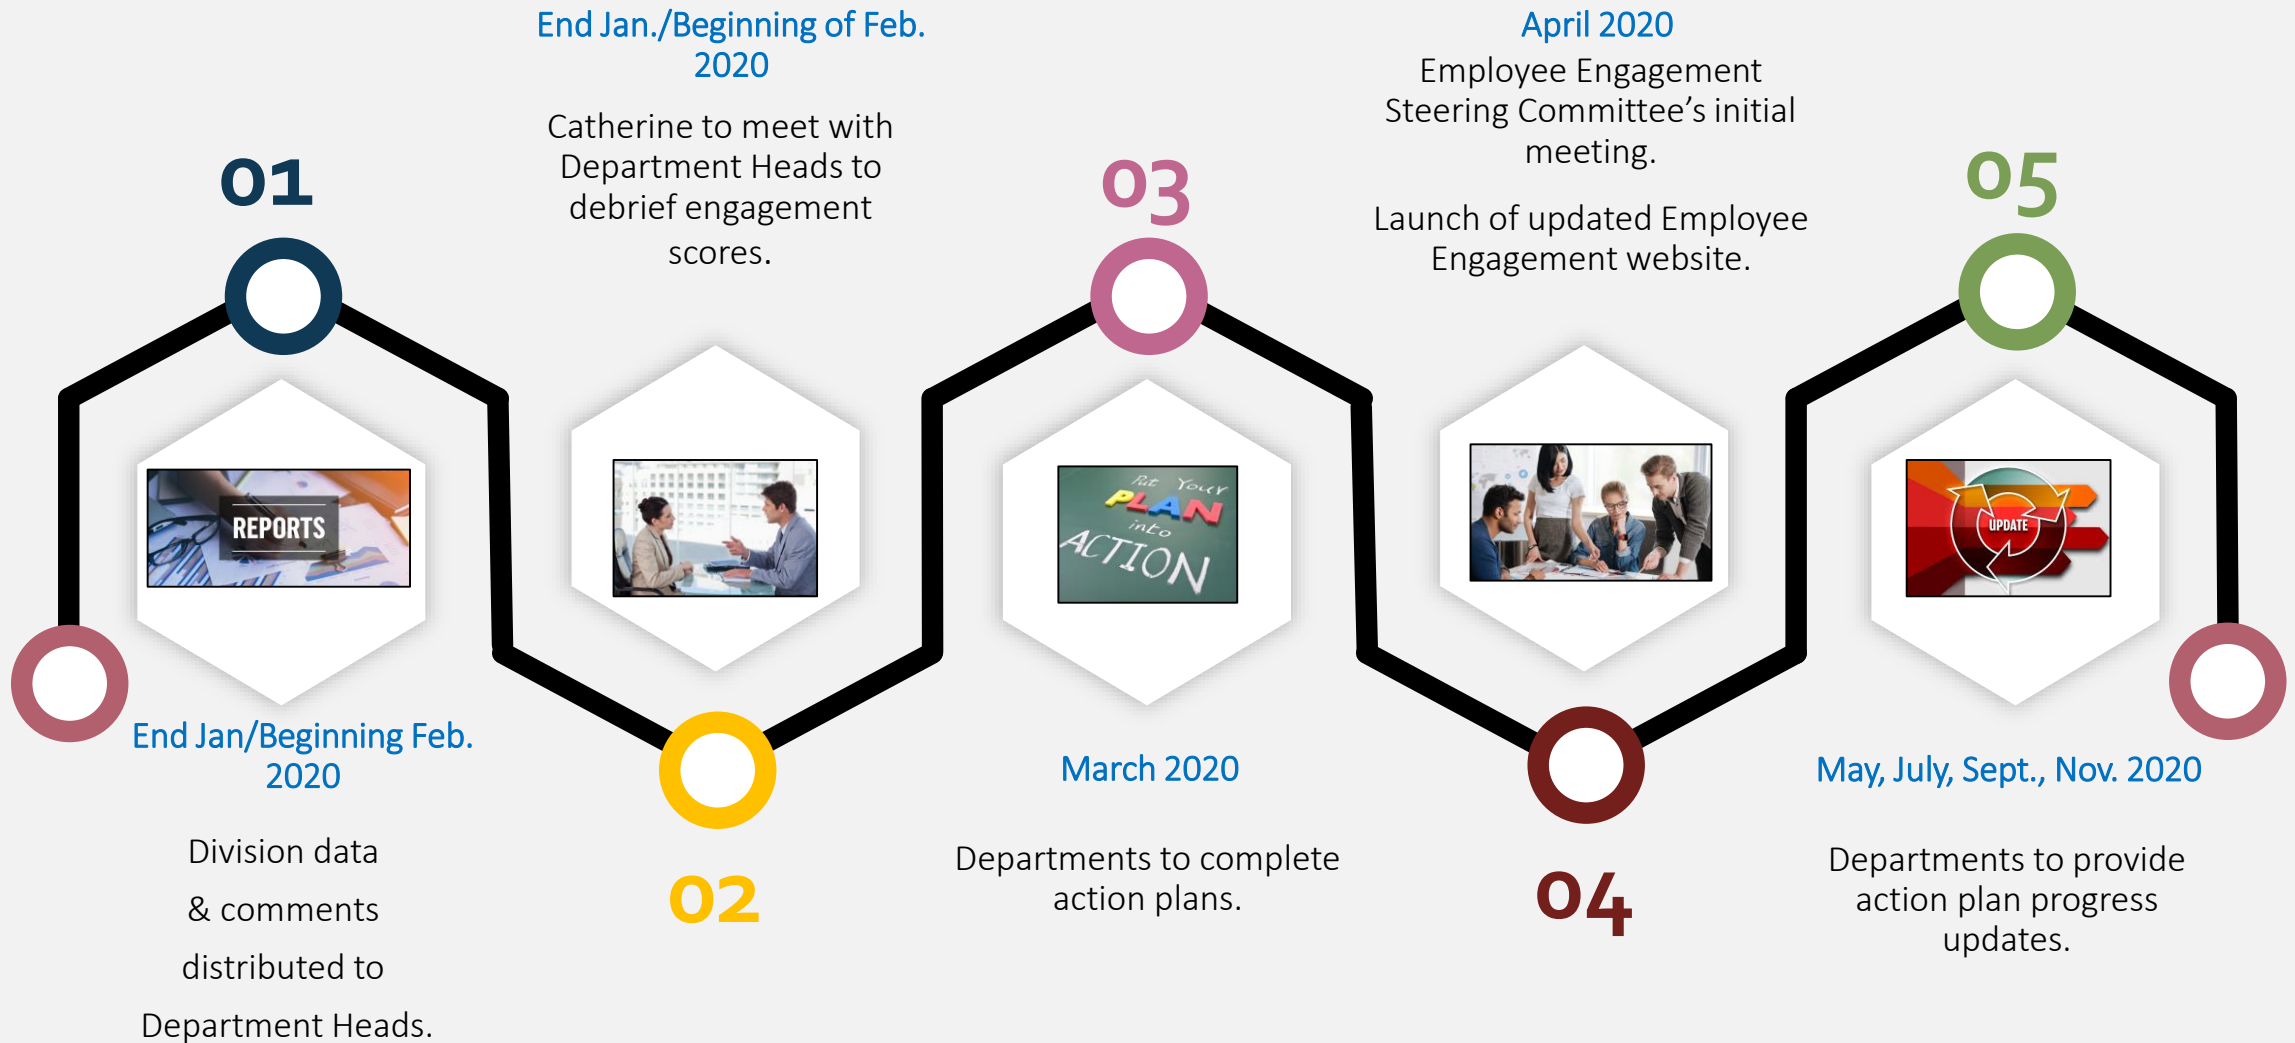 01
REPORTS
End Jan/Beginning Feb.
2020
Division data
& comments
distributed to
Department Heads.
End Jan./Beginning of Feb.
2020
Catherine to meet with
Department Heads to
debrief engagement
scores.
02
03
Put Your
PLAN
into
ACTION
March 2020
Departments to complete
action plans.
April 2020
Employee Engagement
Steering Committee’s initial
meeting.
Launch of updated Employee
Engagement website.
04
05
UPDATE
May, July, Sept., Nov. 2020
Departments to provide
action plan progress
updates.